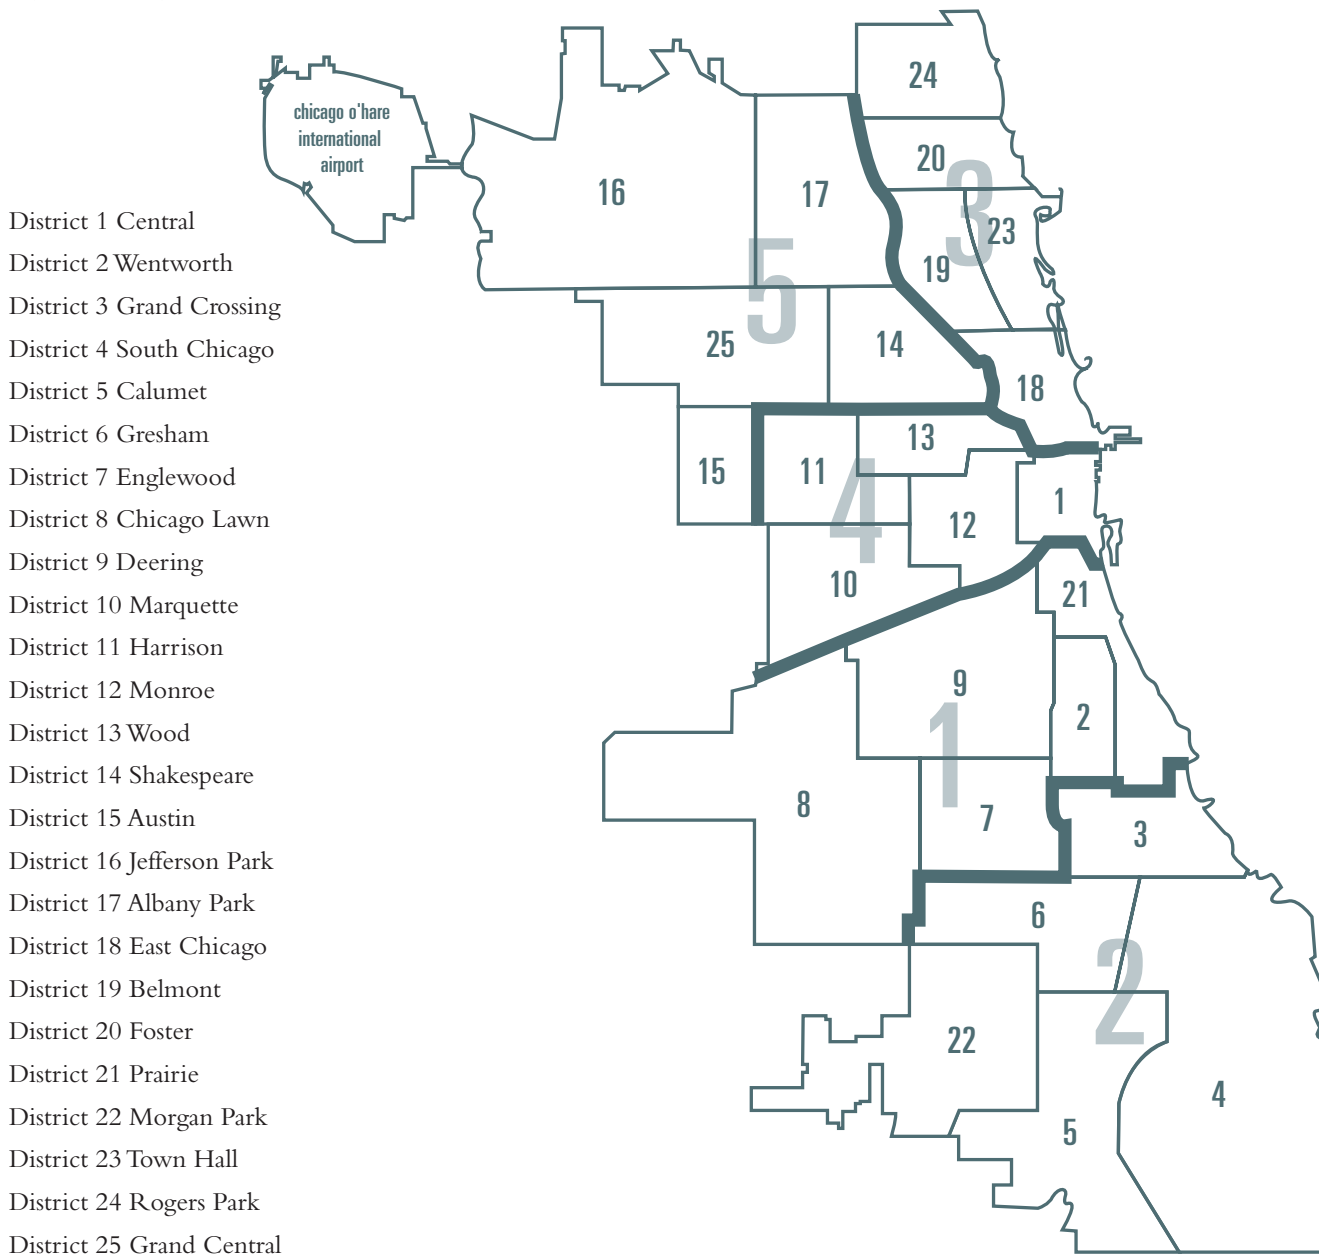 District 1 Central
District 2 Wentworth
District 3 Grand Crossing
District 4 South Chicago
District 5 Calumet
District 6 Gresham
District 7 Englewood
District 8 Chicago Lawn
District 9 Deering
District 10 Marquette
District 11 Harrison
District 12 Monroe
District 13 Wood
District 14 Shakespeare
District 15 Austin
District 16 Jefferson Park
District 17 Albany Park
District 18 East Chicago
District 19 Belmont
District 20 Foster
District 21 Prairie
District 22 Morgan Park
District 23 Town Hall
District 24 Rogers Park
District 25 Grand Central
chicago o'hare
international
airport
24
20
3
16
17
23
19
5
25
14
18
13
15
11
4
1
12
10
21
9
2
1
8
7
3
6
2
22
4
5